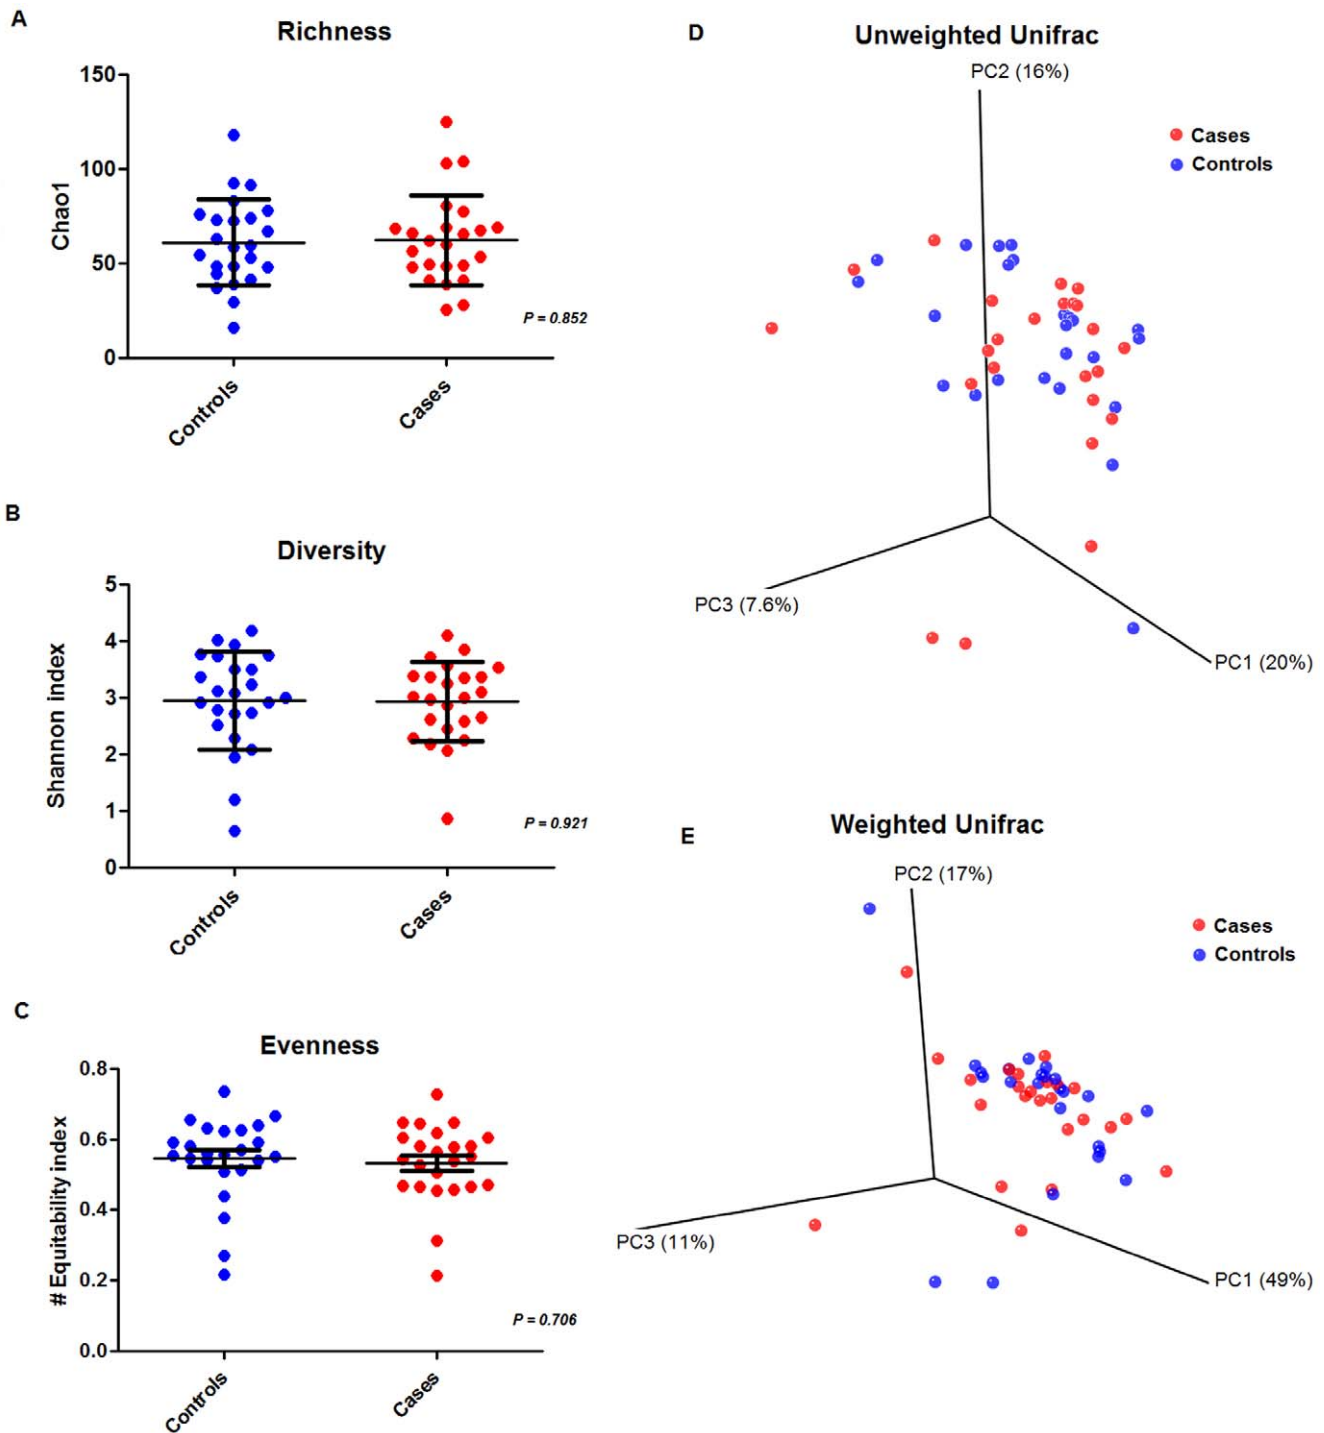 A
Richness
150
100
50
0
Chao1
P = 0.852
Controls
Cases
B
Diversity
5
4
3
2
1
0
Shannon index
P = 0.921
Controls
Cases
C
Evenness
0.8
0.6
0.4
0.2
0.0
# Equitability index
P = 0.706
Controls
Cases
D
Unweighted Unifrac
PC2 (16%)
Cases
Controls
PC3 (7.6%)
PC1 (20%)
E
Weighted Unifrac
PC2 (17%)
Cases
Controls
PC3 (11%)
PC1 (49%)